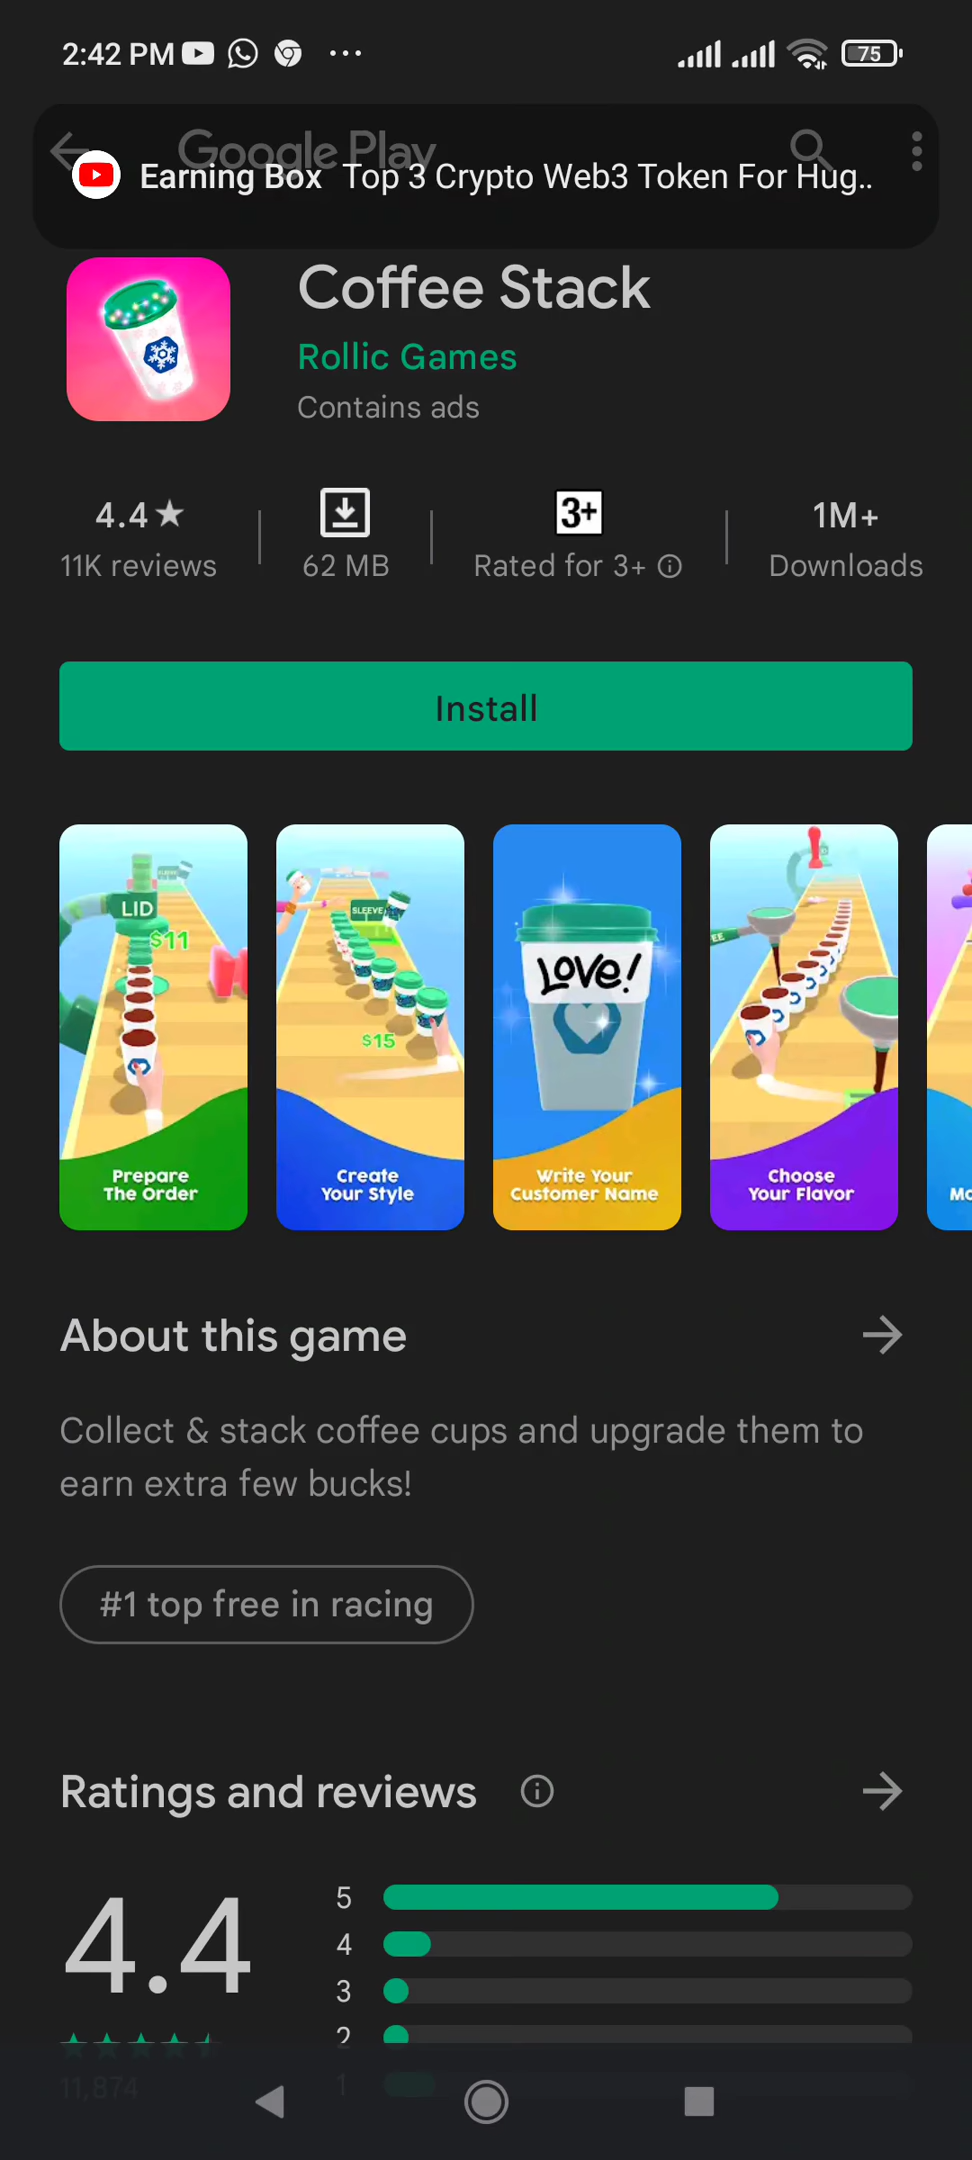 2:42 PM
75
Google Play
Earning Box Top 3 Crypto Web3 Token For Hug..
Coffee Stack
Rollic Games
Contains ads
4.4★
11K reviews
62 MB
3+
Rated for 3+
1M+
Downloads
Install
LID
$11
Prepare
The Order
SLEEVE
$15
Create
Your Style
Love!
Write Your
Customer Name
Choose
Your Flavor
About this game
Collect & stack coffee cups and upgrade them to
earn extra few bucks!
#1 top free in racing
Ratings and reviews
4.4
11,874
5
4
3
2
1